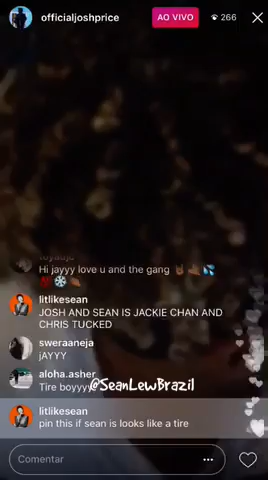 officialjoshprice
AO VIVO
266
Hi jayyy love u and the gang
litlikesean
JOSH AND SEAN IS JACKIE CHAN AND
CHRIS TUCKED
sweraaneja
jAYYY
aloha.asher
Tire boyyyy
@SeanLewBrazil
litlikesean
pin this if sean is looks like a tire
Comentar